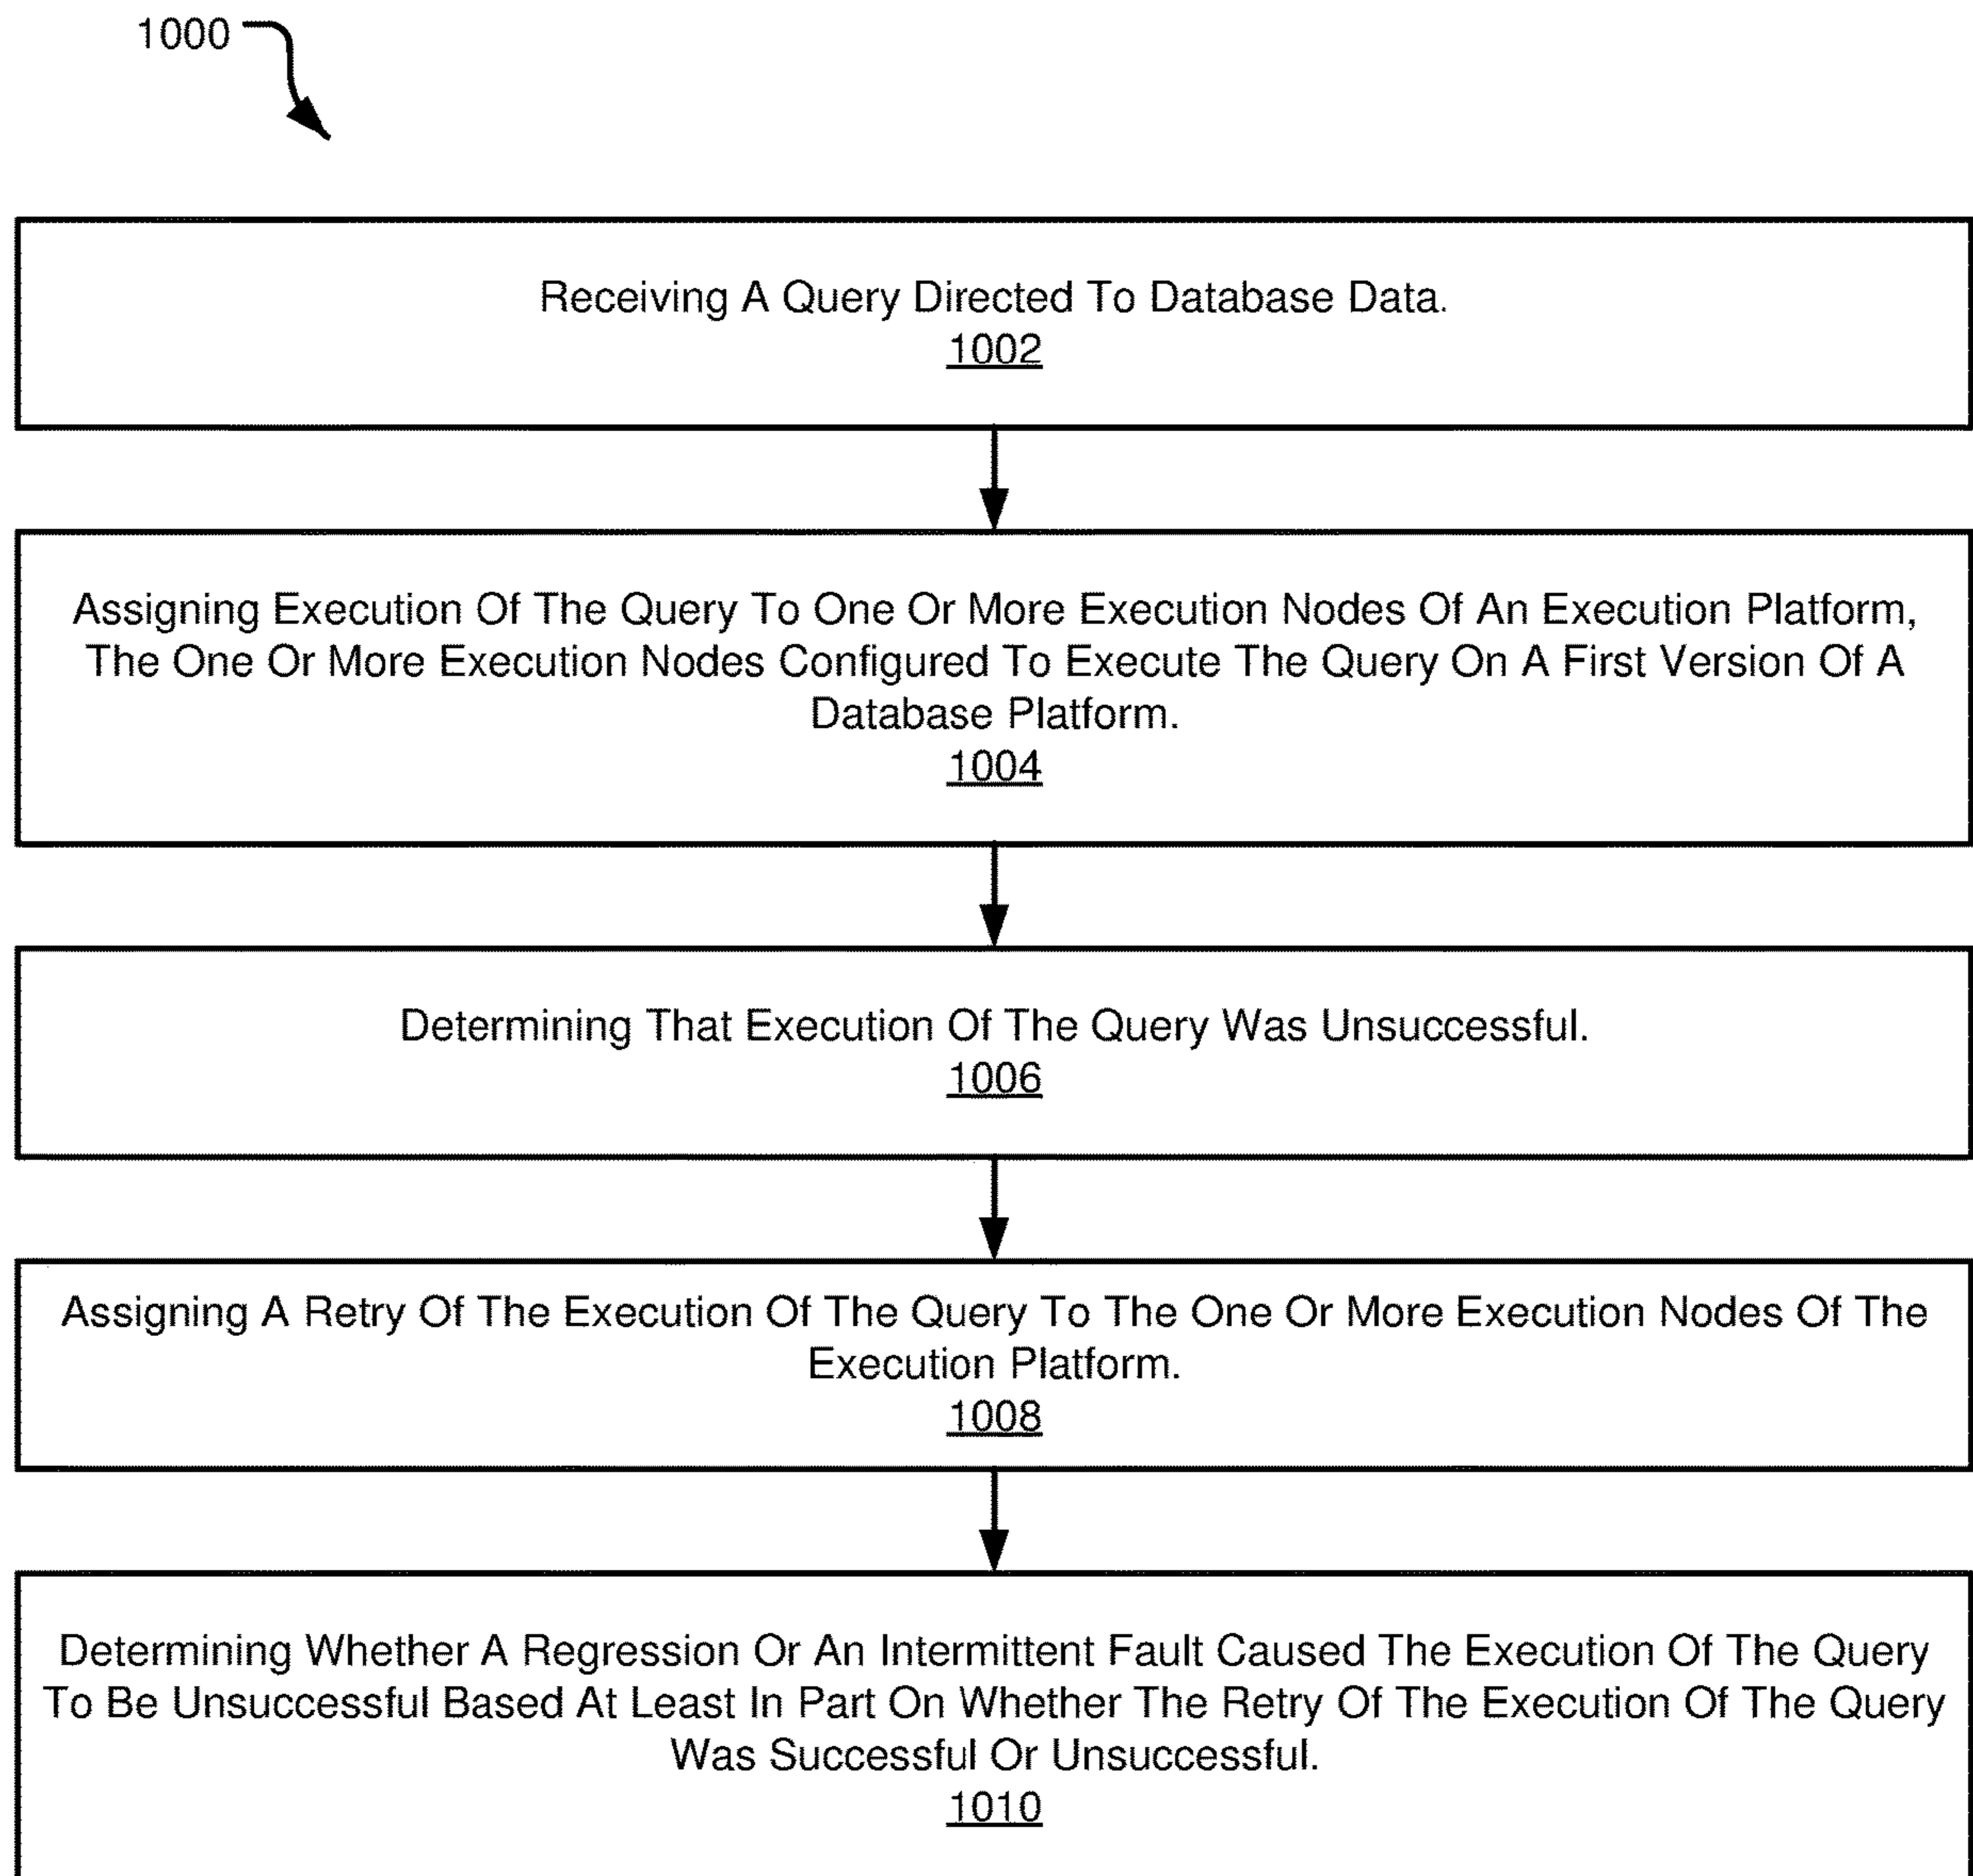 1000
Receiving A Query Directed To Database Data.
1002
Assigning Execution Of The Query To One Or More Execution Nodes Of An Execution Platform,
The One Or More Execution Nodes Configured To Execute The Query On A First Version Of A
Database Platform.
1004
Determining That Execution Of The Query Was Unsuccessful.
1006
Assigning A Retry Of The Execution Of The Query To The One Or More Execution Nodes Of The
Execution Platform.
1008
Determining Whether A Regression Or An Intermittent Fault Caused The Execution Of The Query
To Be Unsuccessful Based At Least In Part On Whether The Retry Of The Execution Of The Query
Was Successful Or Unsuccessful.
1010